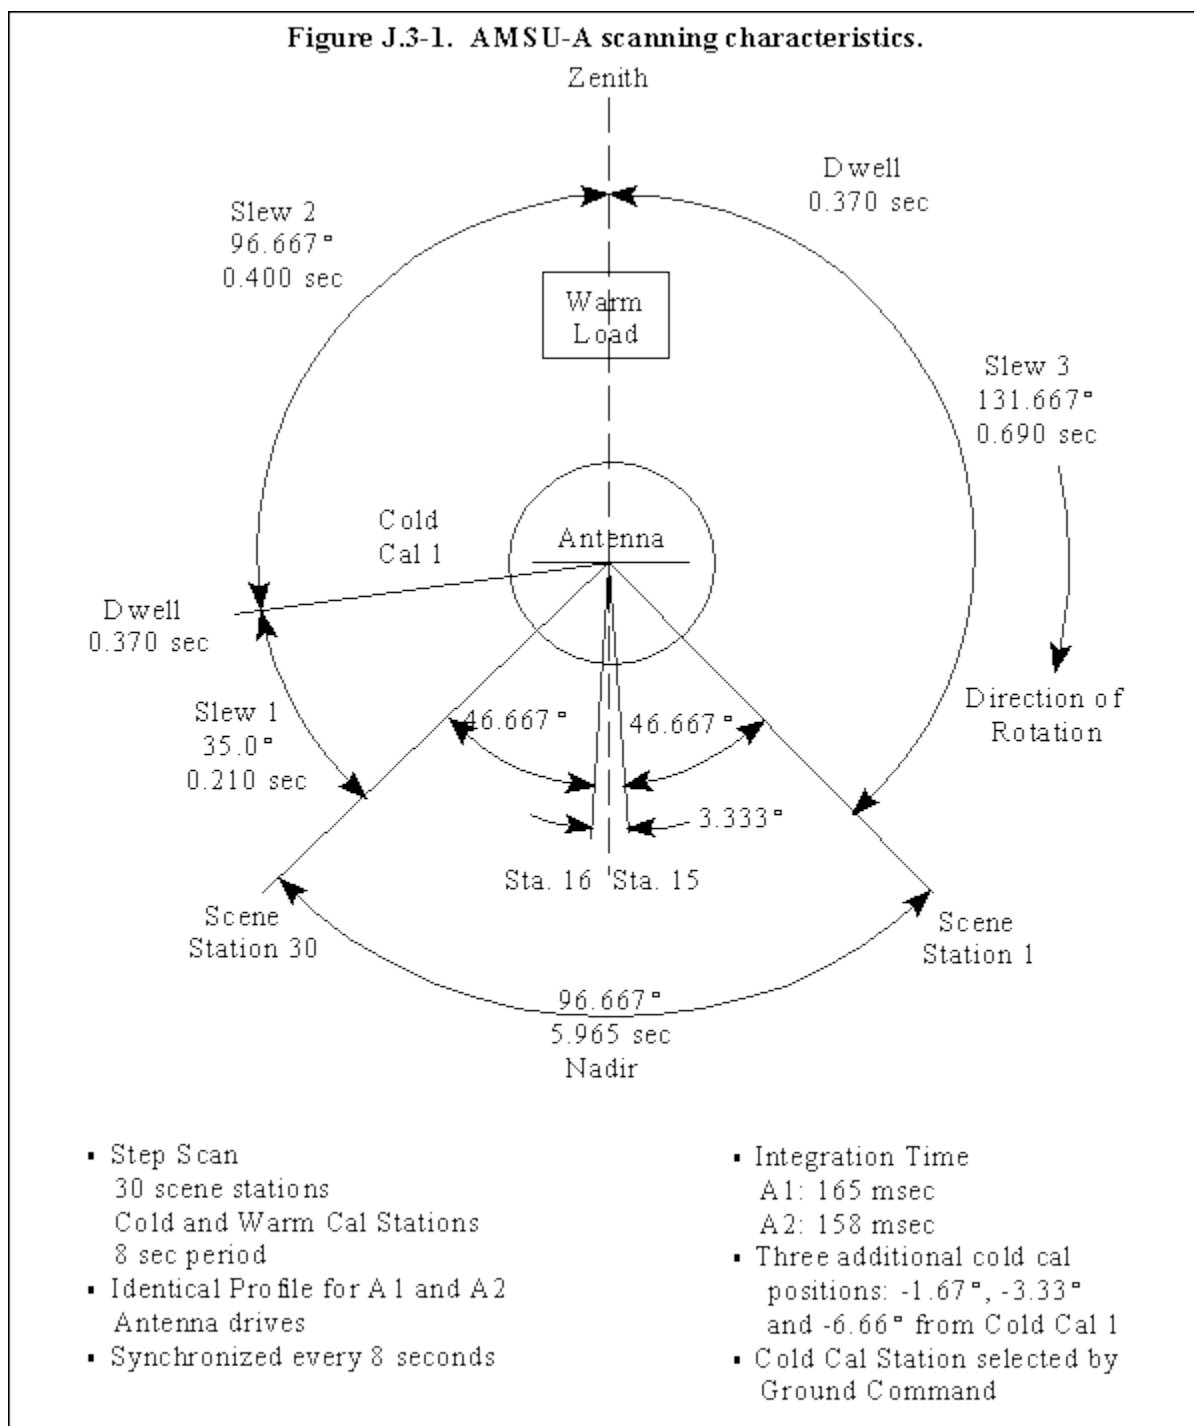 Figure J.3-1. AMSU-A scanning characteristics.
Zenith
Dwell
0.370 sec
Slew 2
96.667°
0.400 sec
Warm
Load
Slew 3
131.667°
0.690 sec
Cold
Cal 1
Antenna
Dwell
0.370 sec
Direction of
Rotation
Slew 1
35.0°
0.210 sec
46.667°
46.667°
3.333°
Sta. 16
Sta. 15
Scene
Station 30
Scene
Station 1
96.667°
5.965 sec
Nadir
▪ Step Scan
30 scene stations
Cold and Warm Cal Stations
8 sec period
▪ Identical Profile for A1 and A2
Antenna drives
▪ Synchronized every 8 seconds
▪ Integration Time
A1: 165 msec
A2: 158 msec
▪ Three additional cold cal
positions: -1.67°, -3.33°
and -6.66° from Cold Cal 1
▪ Cold Cal Station selected by
Ground Command